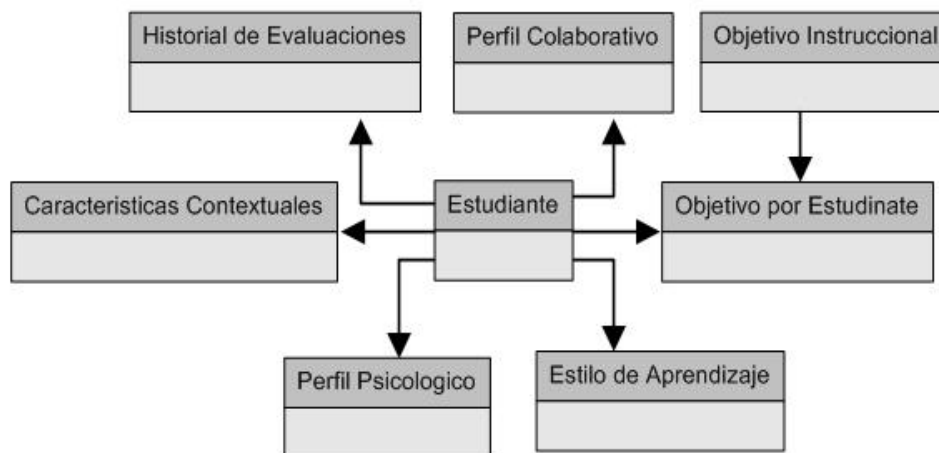 Historial de Evaluaciones
Perfil Colaborativo
Objetivo Instruccional
Caracteristicas Contextuales
Estudiante
Objetivo por Estudinate
Perfil Psicologico
Estilo de Aprendizaje